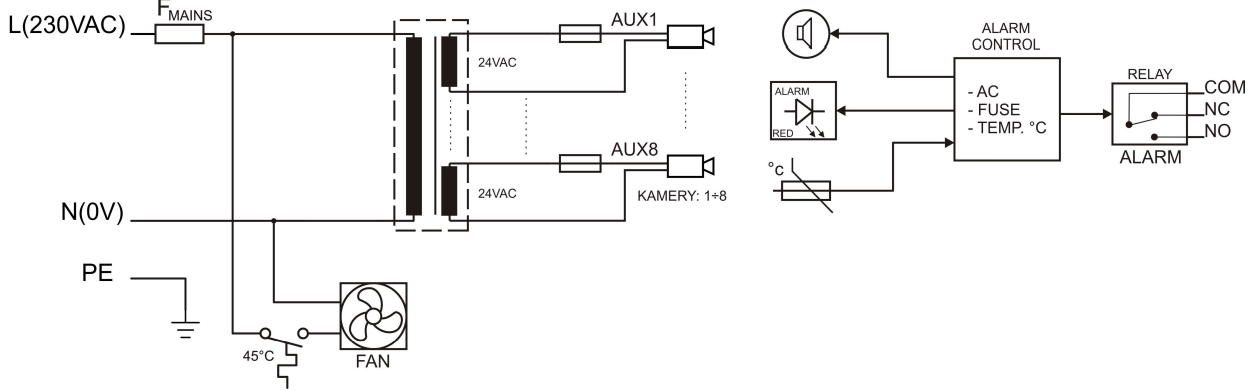 L(230VAC)
FMAINS
24VAC
AUX1
24VAC
AUX8
KAMERY: 1÷8
N(0V)
PE
45°C
FAN
ALARM
CONTROL
- AC
- FUSE
- TEMP. °C
ALARM
RED
°c
RELAY
COM
NC
NO
ALARM